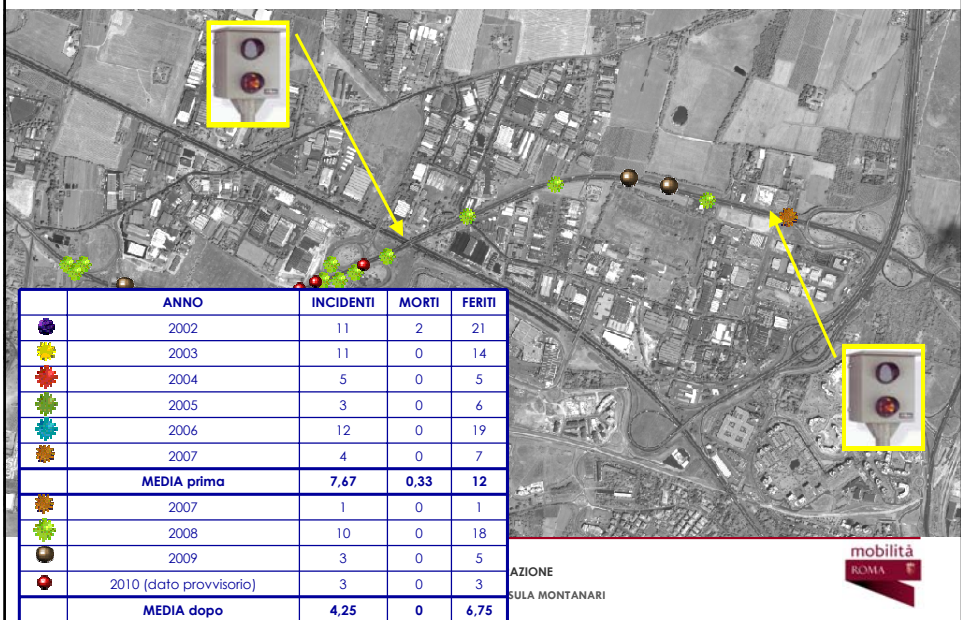 ANNO INCIDENTI MORTI FERITI
2002 11 2 21
2003 11 0 14
2004 5 0 5
2005 3 0 6
2006 12 0 19
2007 4 0 7
MEDIA prima 7,67 0,33 12
2007 1 0 1
2008 10 0 18
2009 3 0 5
2010 (dato provvisorio) 3 0 3
MEDIA dopo 4,25 0 6,75
AZIONE
SULA MONTANARI
mobilità
ROMA